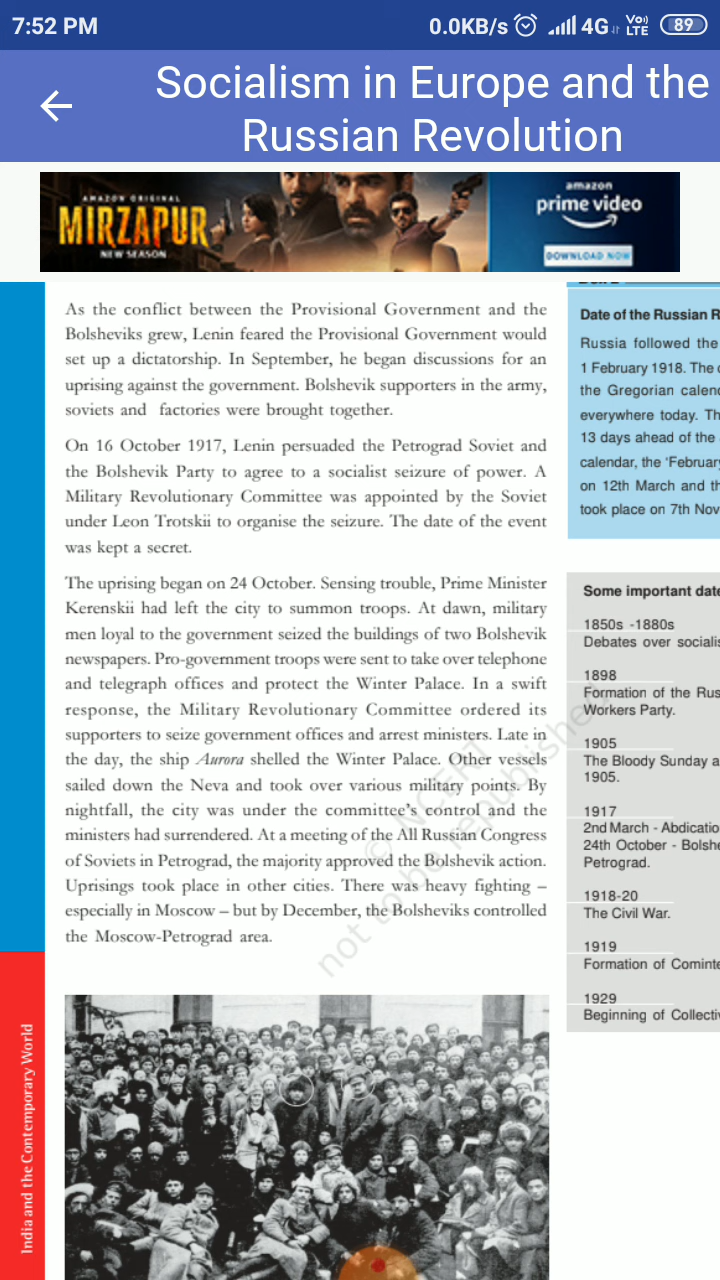 7:52 PM
0.0KB/s 4G VoLTE 89
Socialism in Europe and the
Russian Revolution
AMAZON ORIGINAL
MIRZAPUR
NEW SEASON
amazon
prime video
DOWNLOAD NOW
As the conflict between the Provisional Government and the
Bolsheviks grew, Lenin feared the Provisional Government would
set up a dictatorship. In September, he began discussions for an
uprising against the government. Bolshevik supporters in the army,
soviets and factories were brought together.
On 16 October 1917, Lenin persuaded the Petrograd Soviet and
the Bolshevik Party to agree to a socialist seizure of power. A
Military Revolutionary Committee was appointed by the Soviet
under Leon Trotskii to organise the seizure. The date of the event
was kept a secret.
The uprising began on 24 October. Sensing trouble, Prime Minister
Kerenskii had left the city to summon troops. At dawn, military
men loyal to the government seized the buildings of two Bolshevik
newspapers. Pro-government troops were sent to take over telephone
and telegraph offices and protect the Winter Palace. In a swift
response, the Military Revolutionary Committee ordered its
supporters to seize government offices and arrest ministers. Late in
the day, the ship Aurora shelled the Winter Palace. Other vessels
sailed down the Neva and took over various military points. By
nightfall, the city was under the committee's control and the
ministers had surrendered. At a meeting of the All Russian Congress
of Soviets in Petrograd, the majority approved the Bolshevik action.
Uprisings took place in other cities. There was heavy fighting –
especially in Moscow – but by December, the Bolsheviks controlled
the Moscow-Petrograd area.
© NCERT
not to be republished
Date of the Russian R
Russia followed the
1 February 1918. The c
the Gregorian calend
everywhere today. Th
13 days ahead of the
calendar, the 'February
on 12th March and th
took place on 7th Nov
Some important date
1850s -1880s
Debates over socialis
1898
Formation of the Rus
Workers Party.
1905
The Bloody Sunday a
1905.
1917
2nd March - Abdicatio
24th October - Bolshe
Petrograd.
1918-20
The Civil War.
1919
Formation of Cominte
1929
Beginning of Collectiv
India and the Contemporary World